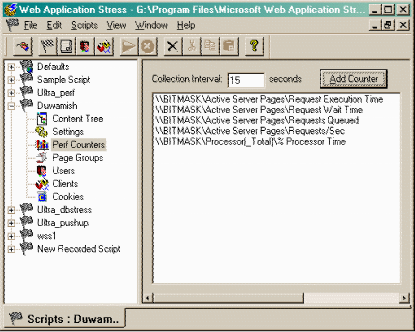 Web Application Stress - G:\Program Files\Microsoft Web Application Str...
File Edit Scripts View Window Help
Defaults
Sample Script
Ultra_perf
Duwamish
Content Tree
Settings
Perf Counters
Page Groups
Users
Clients
Cookies
Ultra_dbstress
Ultra_pushup
wss1
New Recorded Script
Collection Interval: 15 seconds Add Counter
\\BITMASK\Active Server Pages\Request Execution Time
\\BITMASK\Active Server Pages\Request Wait Time
\\BITMASK\Active Server Pages\Requests Queued
\\BITMASK\Active Server Pages\Requests/Sec
\\BITMASK\Processor(_Total)\% Processor Time
Scripts : Duwam..